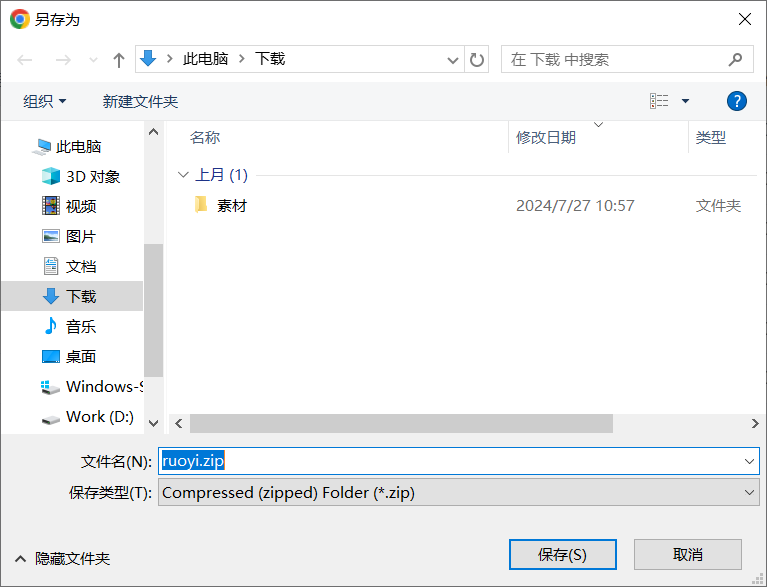 另存为
此电脑 下载
在 下载 中搜索
组织 新建文件夹
?
名称 修改日期 类型
此电脑
3D 对象
视频
图片
文档
下载
音乐
桌面
Windows-S
Work (D:)
上月 (1)
素材 2024/7/27 10:57 文件夹
文件名(N): ruoyi.zip
保存类型(T): Compressed (zipped) Folder (*.zip)
隐藏文件夹
保存(S) 取消